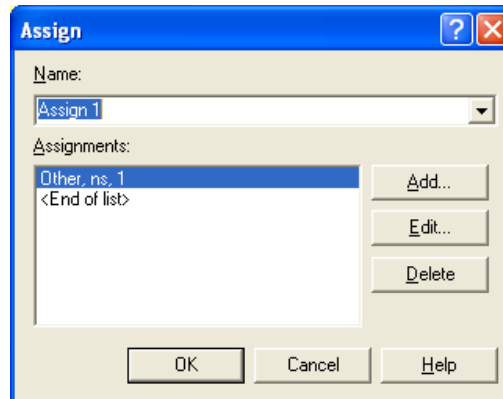 Assign
Name:
Assign 1
Assignments:
Other, ns, 1
<End of list>
Add...
Edit...
Delete
OK Cancel Help